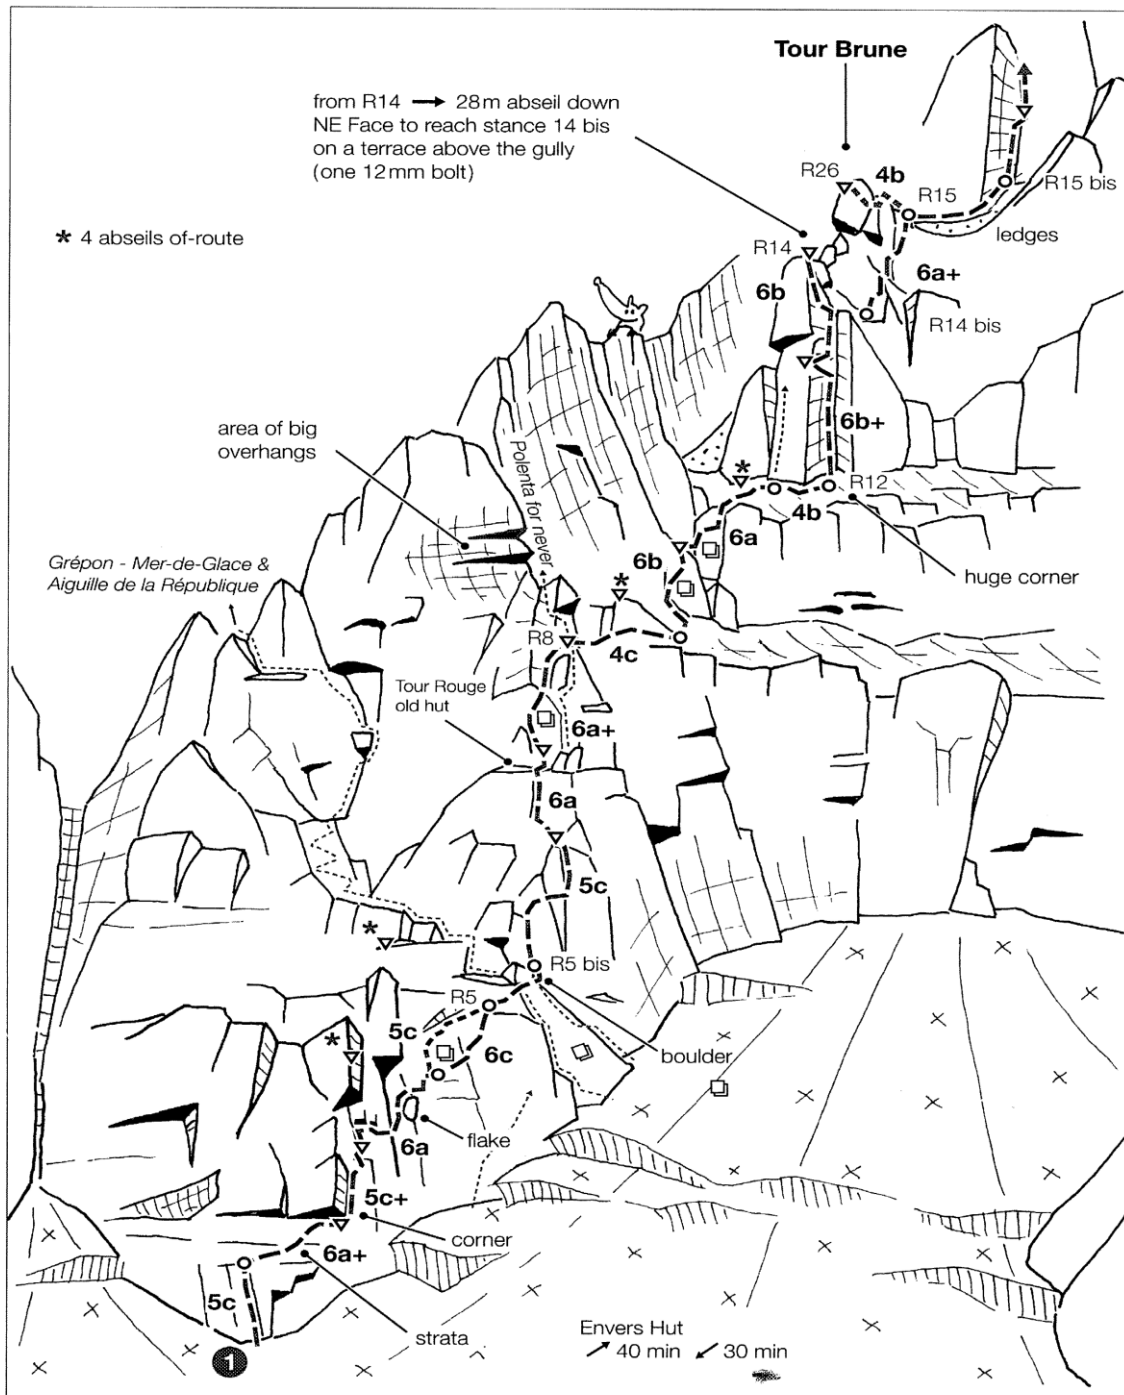 Tour Brune
from R14 → 28m abseil down
NE Face to reach stance 14 bis
on a terrace above the gully
(one 12mm bolt)
R26
4b
R15
R15 bis
ledges
* 4 abseils of-route
R14
6b
6a+
R14 bis
area of big
overhangs
Polenta for never
6b+
*
R12
4b
6a
huge corner
6b
Grépon - Mer-de-Glace &
Aiguille de la République
*
R8
4c
Tour Rouge
old hut
6a+
6a
5c
*
R5 bis
R5
5c
*
6c
boulder
flake
6a
5c+
corner
6a+
5c
strata
1
Envers Hut
↗ 40 min ↙ 30 min